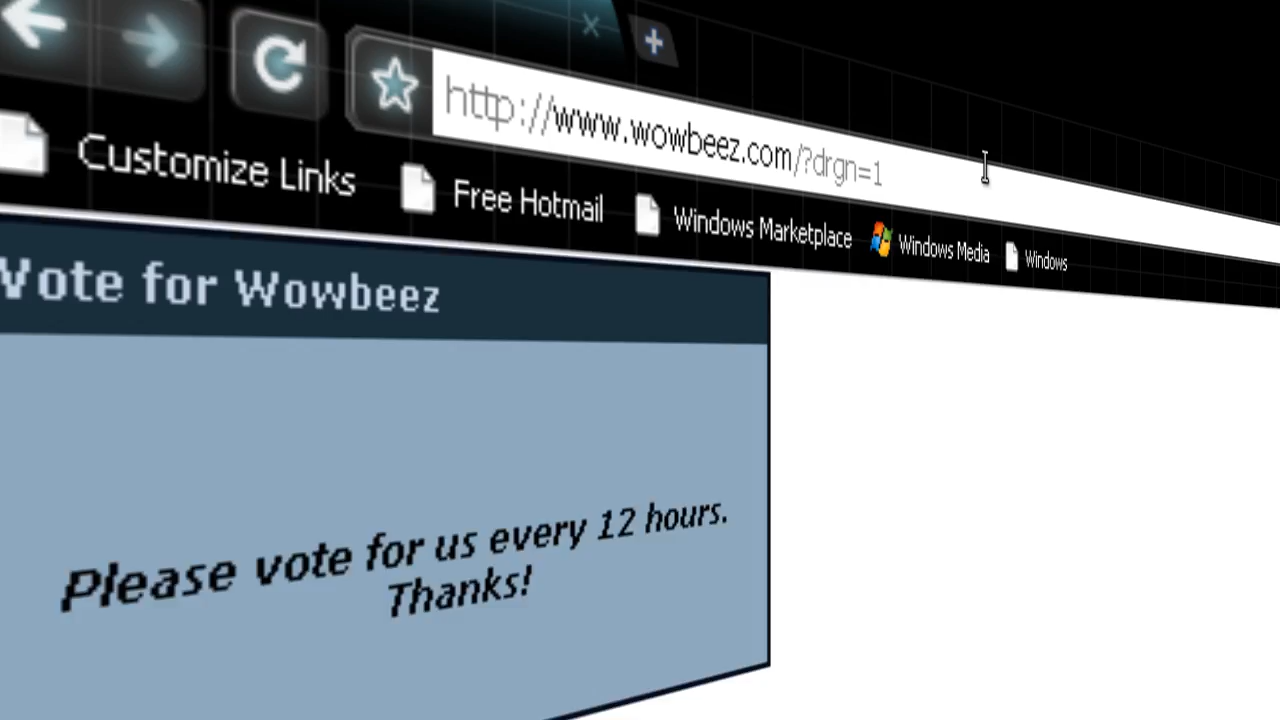 http://www.wowbeez.com/?drgn=1
Customize Links
Free Hotmail
Windows Marketplace
Windows Media
Windows
Vote for Wowbeez
Please vote for us every 12 hours.
Thanks!